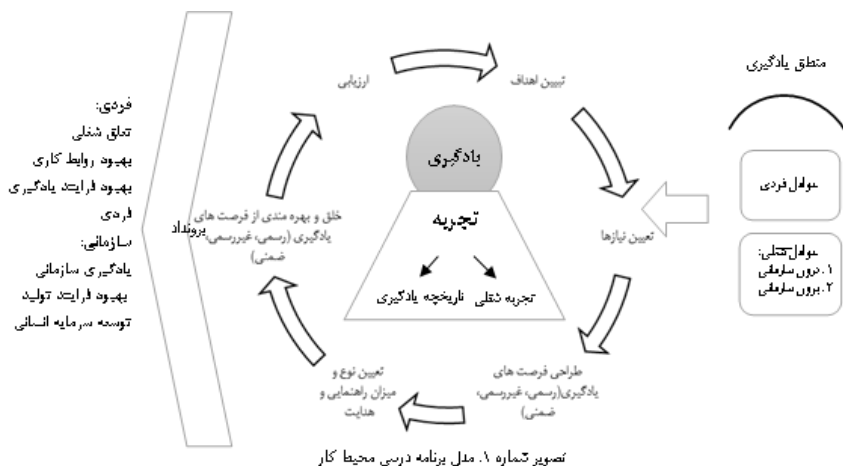 منطق یادگیری
عوامل فردی
عوامل شغلی:
۱. درون سازمانی
۲. برون سازمانی
تبیین اهداف
تعیین نیازها
طراحی فرصت های
یادگیری(رسمی، غیررسمی،
ضمنی)
تعیین نوع و
میزان راهنمایی و
هدایت
خلق و بهره مندی از فرصت های
یادگیری (رسمی، غیررسمی،
ضمنی)
ارزیابی
یادگیری
تجربه
تجربه شغلی
تاریخچه یادگیری
برونداد
فردی:
تعلق شغلی
بهبود روابط کاری
بهبود فرایند یادگیری
فردی
سازمانی:
یادگیری سازمانی
بهبود فرایند تولید
توسعه سرمایه انسانی
تصویر شماره ۱. مدل برنامه درسی محیط کار